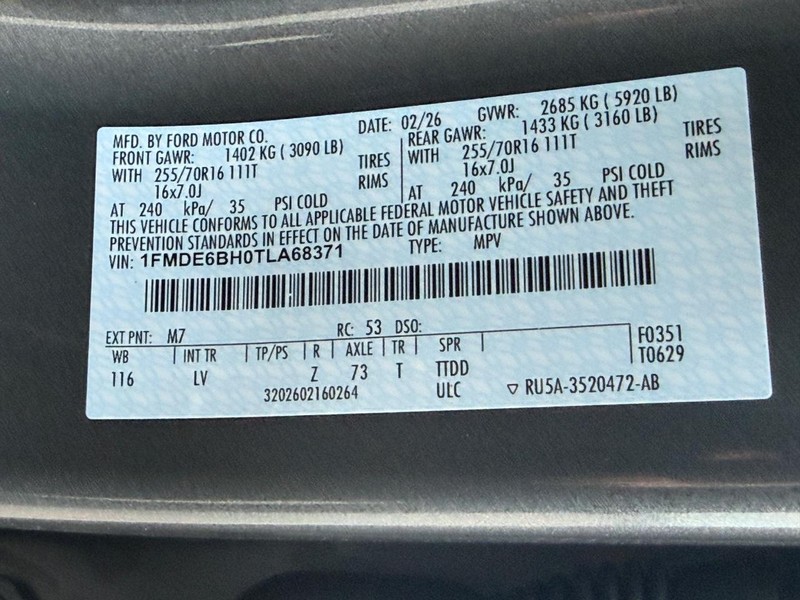 MFD. BY FORD MOTOR CO. DATE: 02/26 GVWR: 2685 KG ( 5920 LB)
FRONT GAWR: 1402 KG ( 3090 LB) REAR GAWR: 1433 KG ( 3160 LB)
WITH 255/70R16 111T TIRES WITH 255/70R16 111T TIRES
16x7.0J RIMS 16x7.0J RIMS
AT 240 kPa/ 35 PSI COLD AT 240 kPa/ 35 PSI COLD
THIS VEHICLE CONFORMS TO ALL APPLICABLE FEDERAL MOTOR VEHICLE SAFETY AND THEFT
PREVENTION STANDARDS IN EFFECT ON THE DATE OF MANUFACTURE SHOWN ABOVE.
VIN: 1FMDE6BH0TLA68371 TYPE: MPV
EXT PNT: M7 RC: 53 DSO: F0351
WB INT TR TP/PS R AXLE TR SPR T0629
116 LV Z 73 T TTDD
3202602160264 ULC ▽ RU5A-3520472-AB